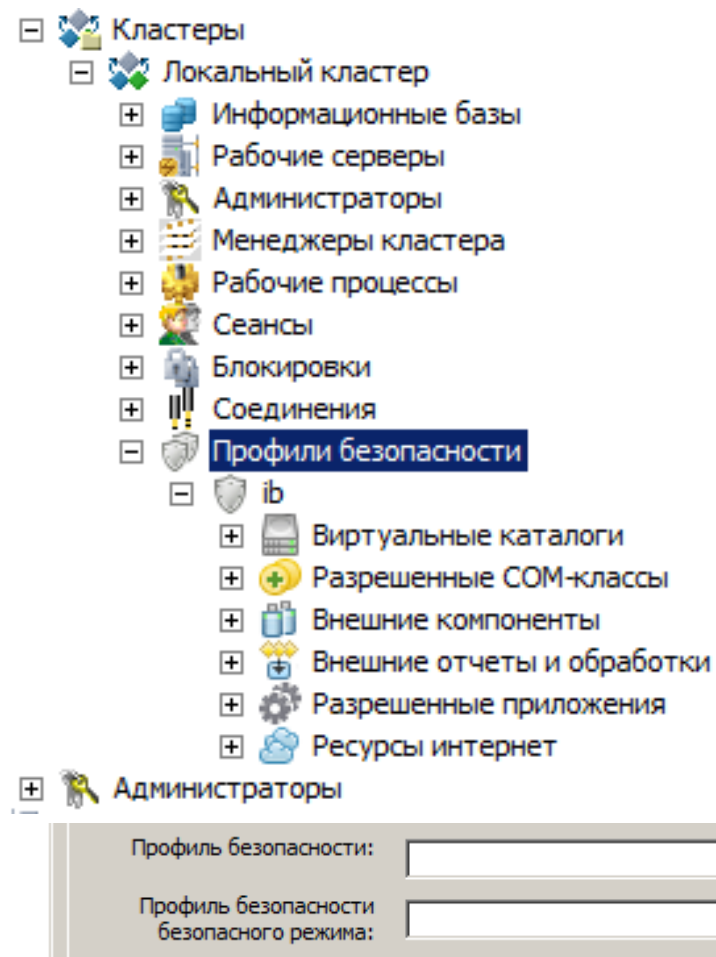 Кластеры
Локальный кластер
Информационные базы
Рабочие серверы
Администраторы
Менеджеры кластера
Рабочие процессы
Сеансы
Блокировки
Соединения
Профили безопасности
ib
Виртуальные каталоги
Разрешенные COM-классы
Внешние компоненты
Внешние отчеты и обработки
Разрешенные приложения
Ресурсы интернет
Администраторы
Профиль безопасности:
Профиль безопасности
безопасного режима: